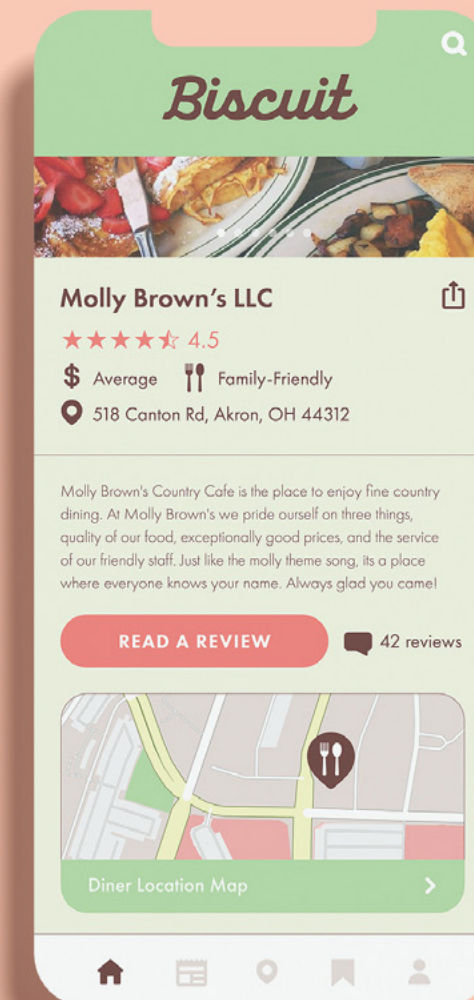 Biscuit
Molly Brown's LLC
4.5
$ Average Family-Friendly
518 Canton Rd, Akron, OH 44312
Molly Brown's Country Cafe is the place to enjoy fine country
dining. At Molly Brown's we pride ourself on three things,
quality of our food, exceptionally good prices, and the service
of our friendly staff. Just like the molly theme song, its a place
where everyone knows your name. Always glad you came!
READ A REVIEW 42 reviews
Diner Location Map